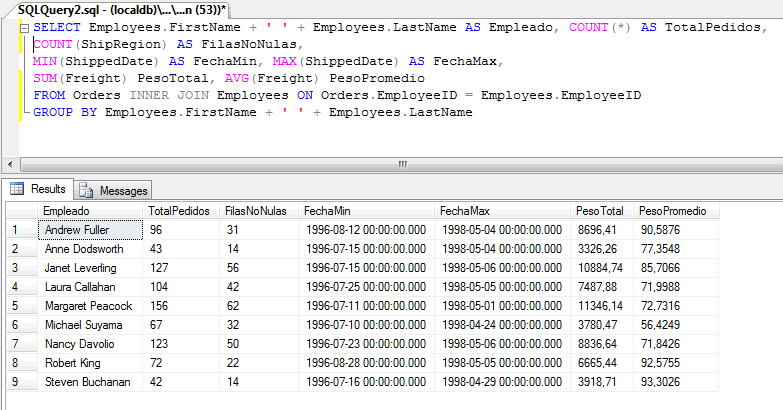 SQLQuery2.sql - (localdb)\...\...n (53))*
SELECT Employees.FirstName + ' ' + Employees.LastName AS Empleado, COUNT(*) AS TotalPedidos,
COUNT(ShipRegion) AS FilasNoNulas,
MIN(ShippedDate) AS FechaMin, MAX(ShippedDate) AS FechaMax,
SUM(Freight) PesoTotal, AVG(Freight) PesoPromedio
FROM Orders INNER JOIN Employees ON Orders.EmployeeID = Employees.EmployeeID
GROUP BY Employees.FirstName + ' ' + Employees.LastName
Results Messages
Empleado TotalPedidos FilasNoNulas FechaMin FechaMax PesoTotal PesoPromedio
1 Andrew Fuller 96 31 1996-08-12 00:00:00.000 1998-05-04 00:00:00.000 8696,41 90,5876
2 Anne Dodsworth 43 14 1996-07-15 00:00:00.000 1998-05-04 00:00:00.000 3326,26 77,3548
3 Janet Leverling 127 56 1996-07-15 00:00:00.000 1998-05-06 00:00:00.000 10884,74 85,7066
4 Laura Callahan 104 42 1996-07-25 00:00:00.000 1998-05-05 00:00:00.000 7487,88 71,9988
5 Margaret Peacock 156 62 1996-07-11 00:00:00.000 1998-05-01 00:00:00.000 11346,14 72,7316
6 Michael Suyama 67 32 1996-07-10 00:00:00.000 1998-04-24 00:00:00.000 3780,47 56,4249
7 Nancy Davolio 123 50 1996-07-23 00:00:00.000 1998-05-06 00:00:00.000 8836,64 71,8426
8 Robert King 72 22 1996-08-28 00:00:00.000 1998-05-05 00:00:00.000 6665,44 92,5755
9 Steven Buchanan 42 14 1996-07-16 00:00:00.000 1998-04-29 00:00:00.000 3918,71 93,3026